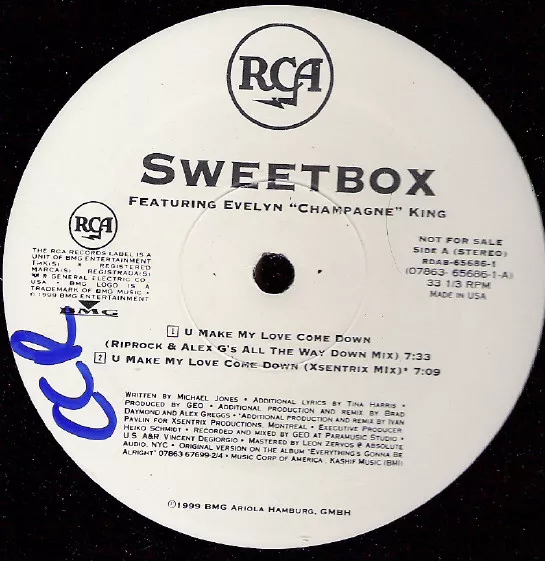 RCA
SWEETBOX
FEATURING EVELYN "CHAMPAGNE" KING
RCA
THE RCA RECORDS LABEL IS A
UNIT OF BMG ENTERTAINMENT
TMK(S) ® REGISTERED
MARCA(S) REGISTRADA(S)
® GENERAL ELECTRIC CO.,
USA • BMG LOGO IS A
TRADEMARK OF BMG MUSIC •
© 1999 BMG ENTERTAINMENT
BMG
NOT FOR SALE
SIDE A (STEREO)
RDAB-65686-1
(07863-65686-1-A)
33 1/3 RPM
MADE IN USA
1 U MAKE MY LOVE COME DOWN
(RIPROCK & ALEX G'S ALL THE WAY DOWN MIX) 7:33
2 U MAKE MY LOVE COME DOWN (XSENTRIX MIX)* 7:09
WRITTEN BY MICHAEL JONES • ADDITIONAL LYRICS BY TINA HARRIS •
PRODUCED BY GEO • ADDITIONAL PRODUCTION AND REMIX BY BRAD
DAYMOND AND ALEX GREGGS • *ADDITIONAL PRODUCTION AND REMIX BY IVAN
PAVLIN FOR XSENTRIX PRODUCTIONS, MONTREAL • EXECUTIVE PRODUCER
HEIKO SCHMIDT • RECORDED AND MIXED BY GEO AT PARAMUSIC STUDIO •
U.S. A&R VINCENT DEGIORGIO • MASTERED BY LEON ZERVOS @ ABSOLUTE
AUDIO, NYC • ORIGINAL VERSION ON THE ALBUM "EVERYTHING'S GONNA BE
ALRIGHT" 07863 67699-2/4 • MUSIC CORP OF AMERICA, KASHIF MUSIC (BMI)
℗©1999 BMG ARIOLA HAMBURG, GMBH